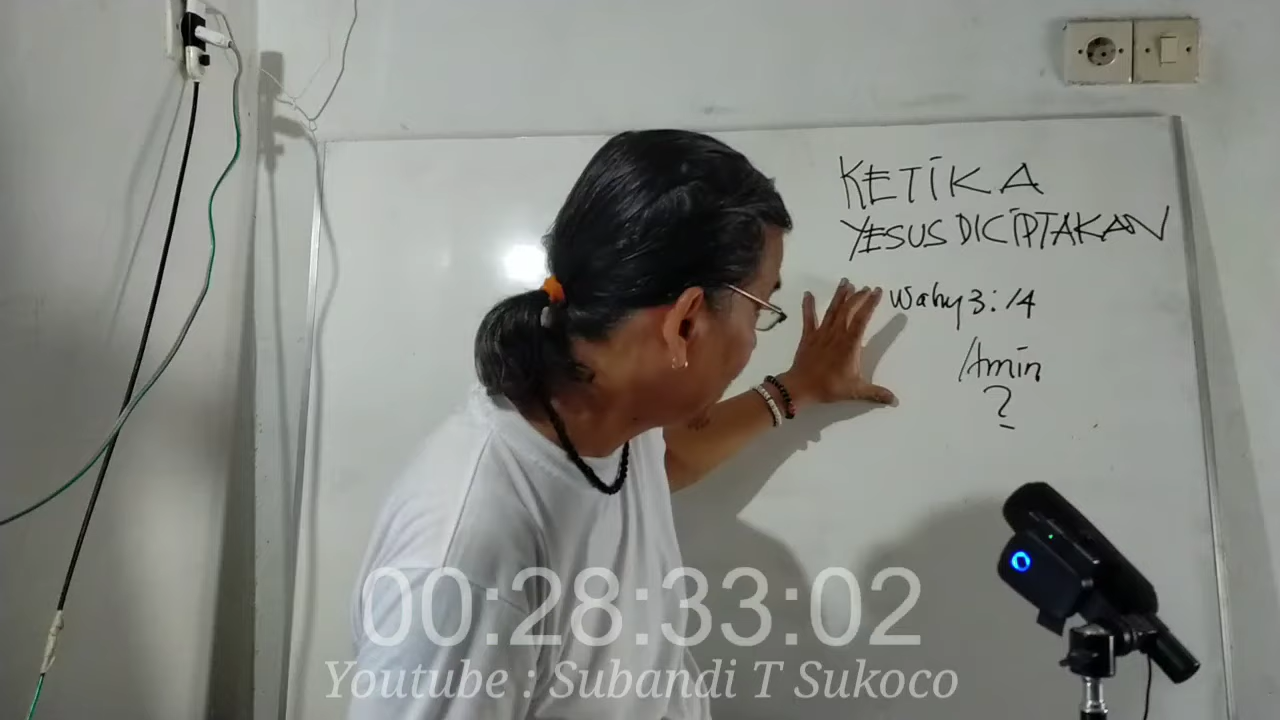 KETIKA
YESUS DICIPTAKAN
Wahy 3:14
Amin
?
00:28:33:02
Youtube : Subandi T Sukoco